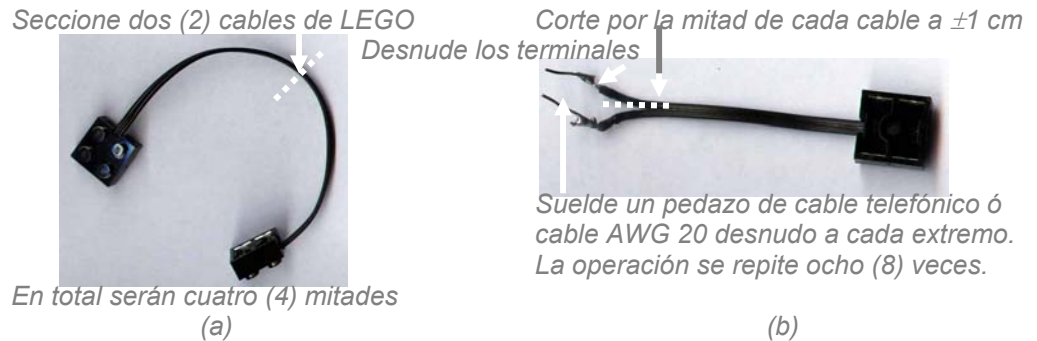 Seccione dos (2) cables de LEGO
Corte por la mitad de cada cable a ±1 cm
Desnude los terminales
Suelde un pedazo de cable telefónico ó
cable AWG 20 desnudo a cada extremo.
La operación se repite ocho (8) veces.
En total serán cuatro (4) mitades
(a)
(b)